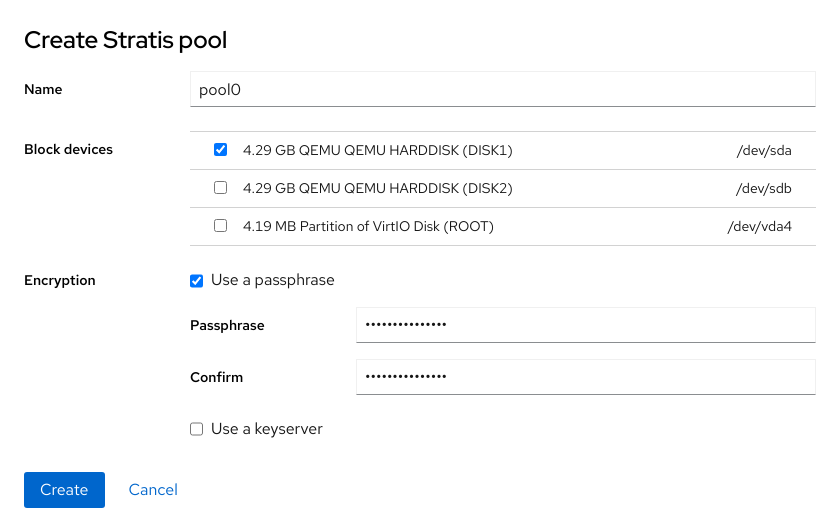 Create Stratis pool
Name
pool0
Block devices
4.29 GB QEMU QEMU HARDDISK (DISK1) /dev/sda
4.29 GB QEMU QEMU HARDDISK (DISK2) /dev/sdb
4.19 MB Partition of VirtIO Disk (ROOT) /dev/vda4
Encryption
Use a passphrase
Passphrase •••••••••••••••
Confirm •••••••••••••••
Use a keyserver
Create Cancel